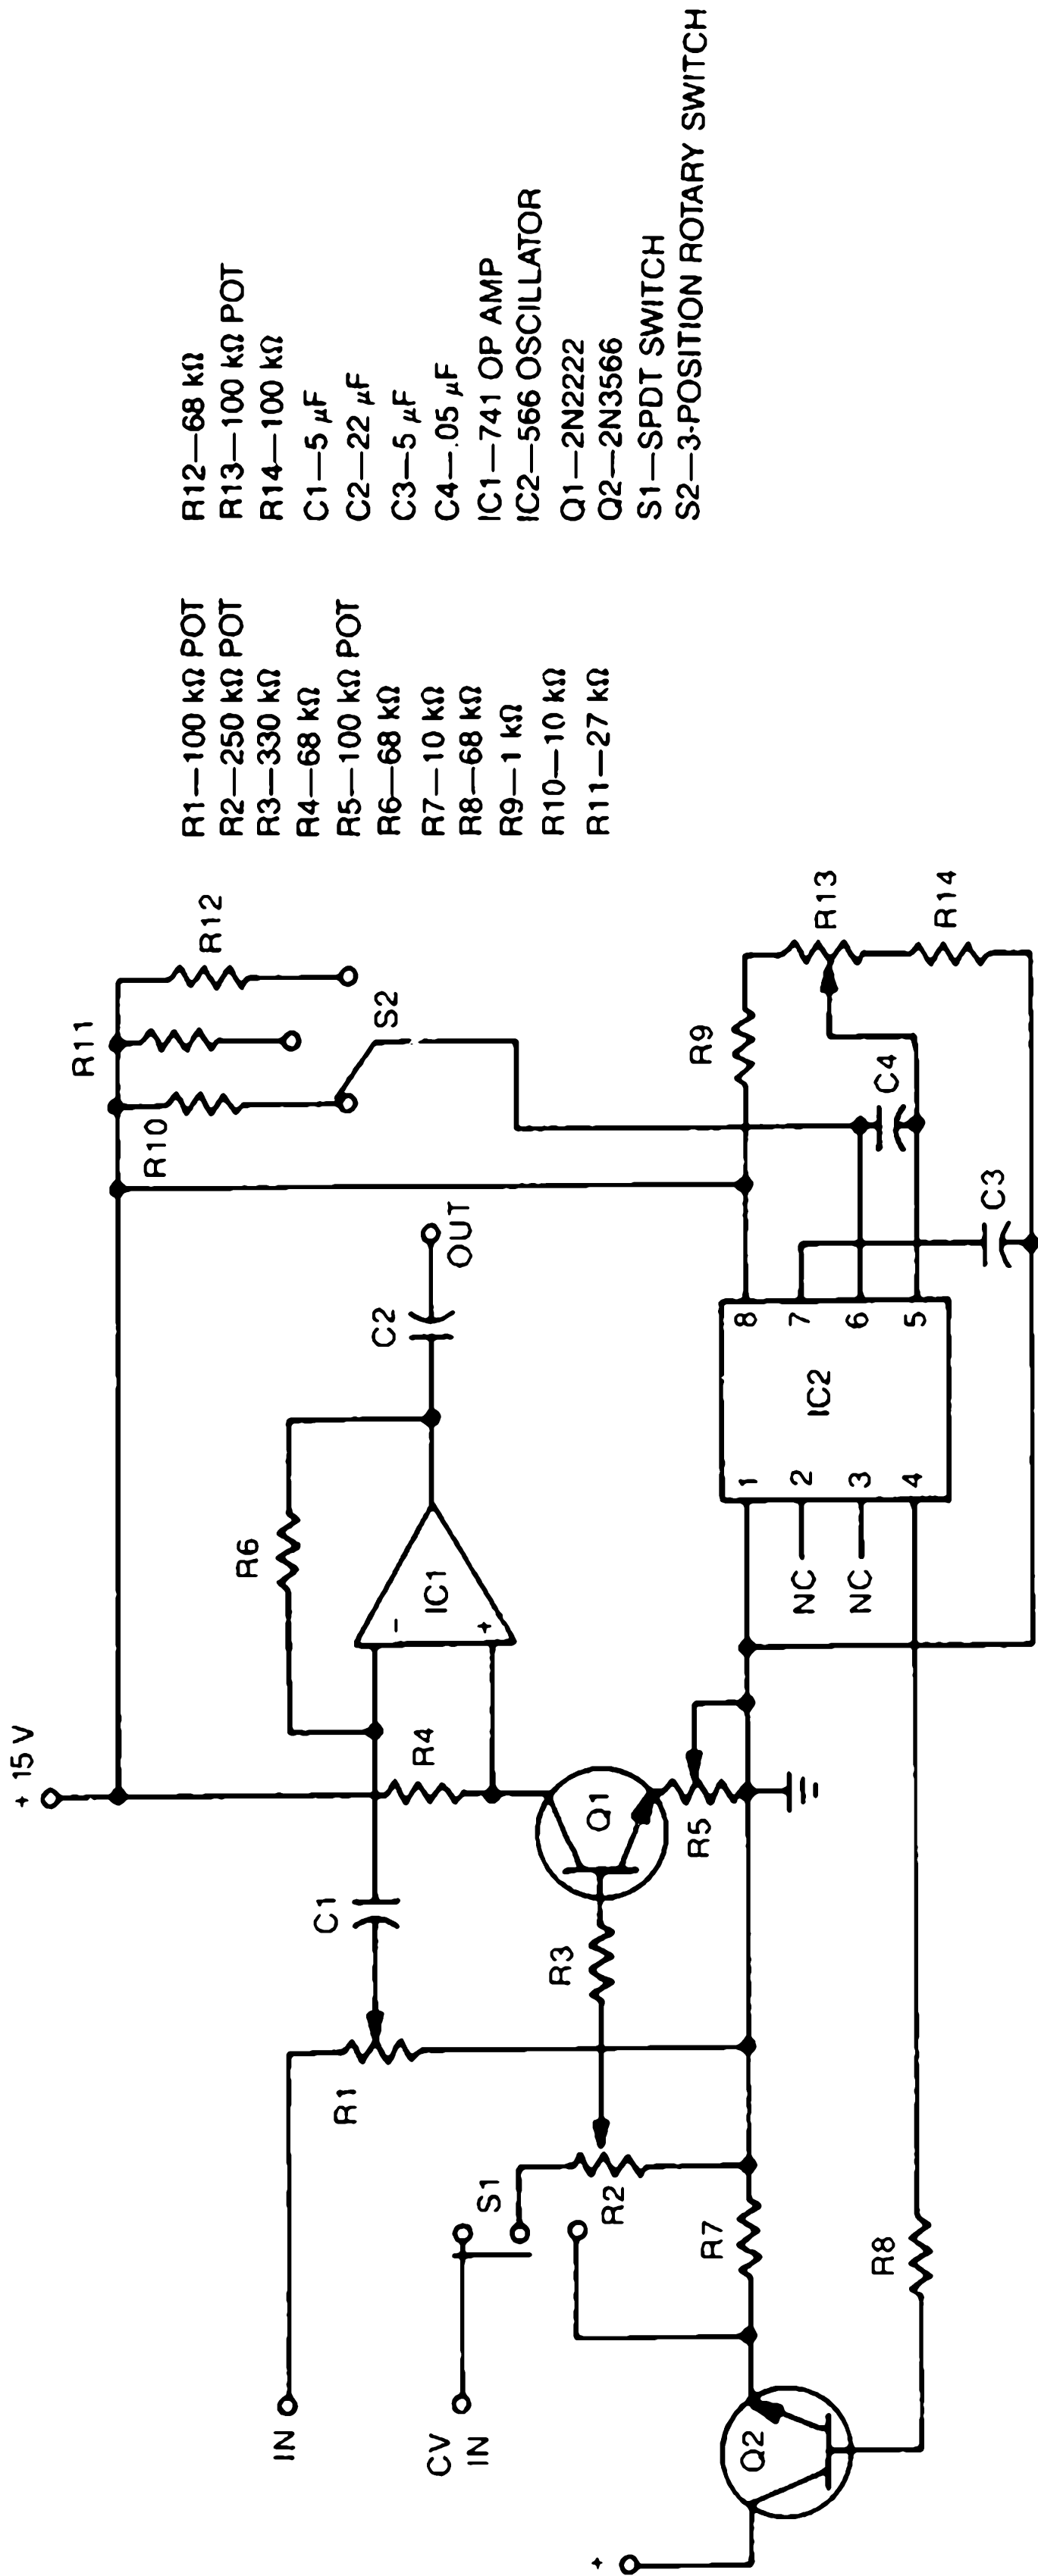 + 15 V
IN
CV
IN
R1
C1
R4
R6
IC1
-
+
C2
OUT
R10
R11
R12
S2
S1
R2
R3
Q1
R5
R7
Q2
+
R8
NC
NC
1
2
3
4
IC2
8
7
6
5
R9
R13
R14
C4
C3
R1—100 kΩ POT
R2—250 kΩ POT
R3—330 kΩ
R4—68 kΩ
R5—100 kΩ POT
R6—68 kΩ
R7—10 kΩ
R8—68 kΩ
R9—1 kΩ
R10—10 kΩ
R11—27 kΩ
R12—68 kΩ
R13—100 kΩ POT
R14—100 kΩ
C1—5 μF
C2—22 μF
C3—5 μF
C4—.05 μF
IC1—741 OP AMP
IC2—566 OSCILLATOR
Q1—2N2222
Q2—2N3566
S1—SPDT SWITCH
S2—3-POSITION ROTARY SWITCH